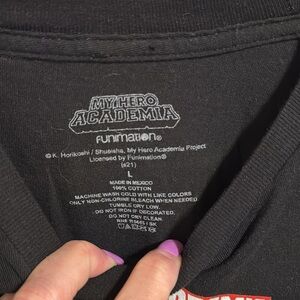 MY HERO
ACADEMIA
FUNIMATION®
© K. Horikoshi / Shueisha, My Hero Academia Project
Licensed by Funimation®
(s21)
L
MADE IN MEXICO
100% COTTON
MACHINE WASH COLD WITH LIKE COLORS
ONLY NON-CHLORINE BLEACH WHEN NEEDED
TUMBLE DRY LOW
DO NOT IRON IF DECORATED.
DO NOT DRY CLEAN